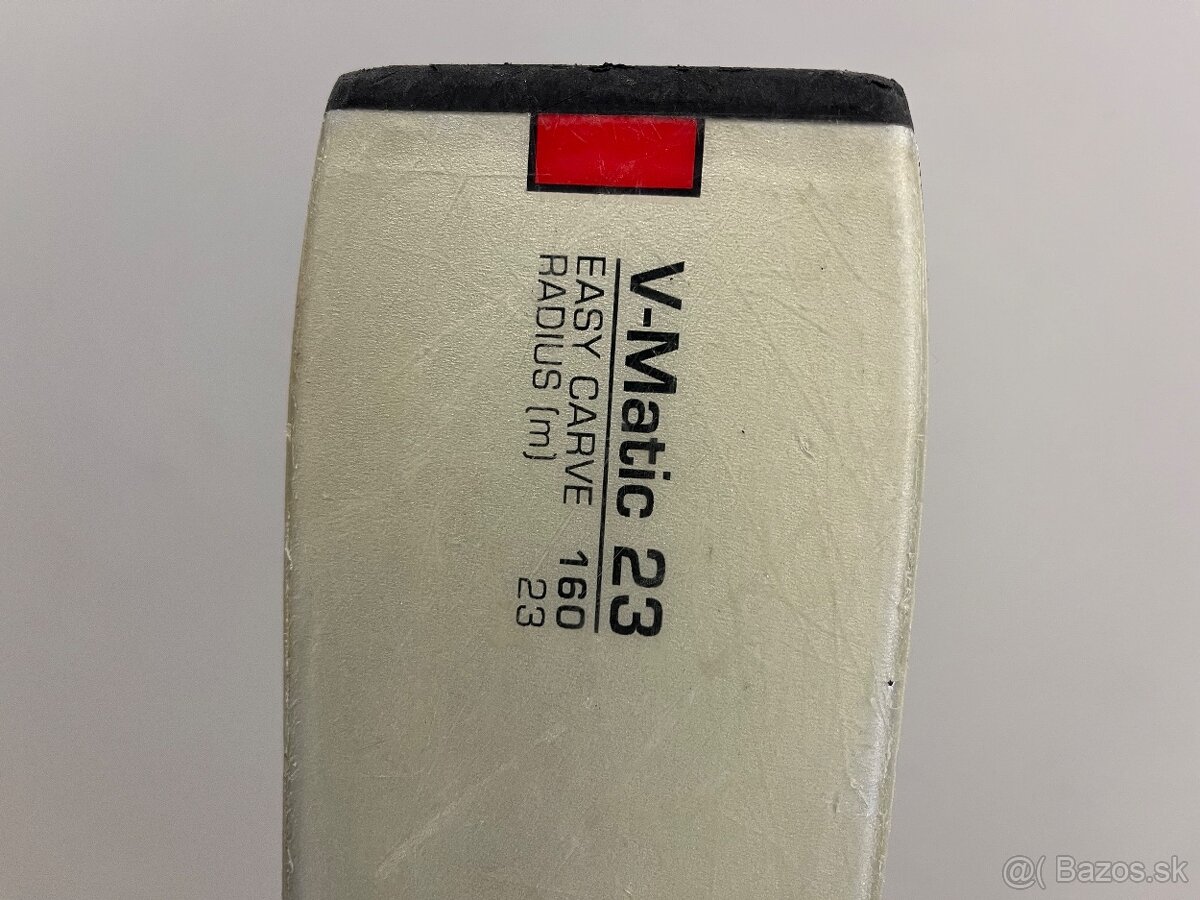 V-Matic 23
EASY CARVE 160
RADIUS (m) 23
@( Bazos.sk